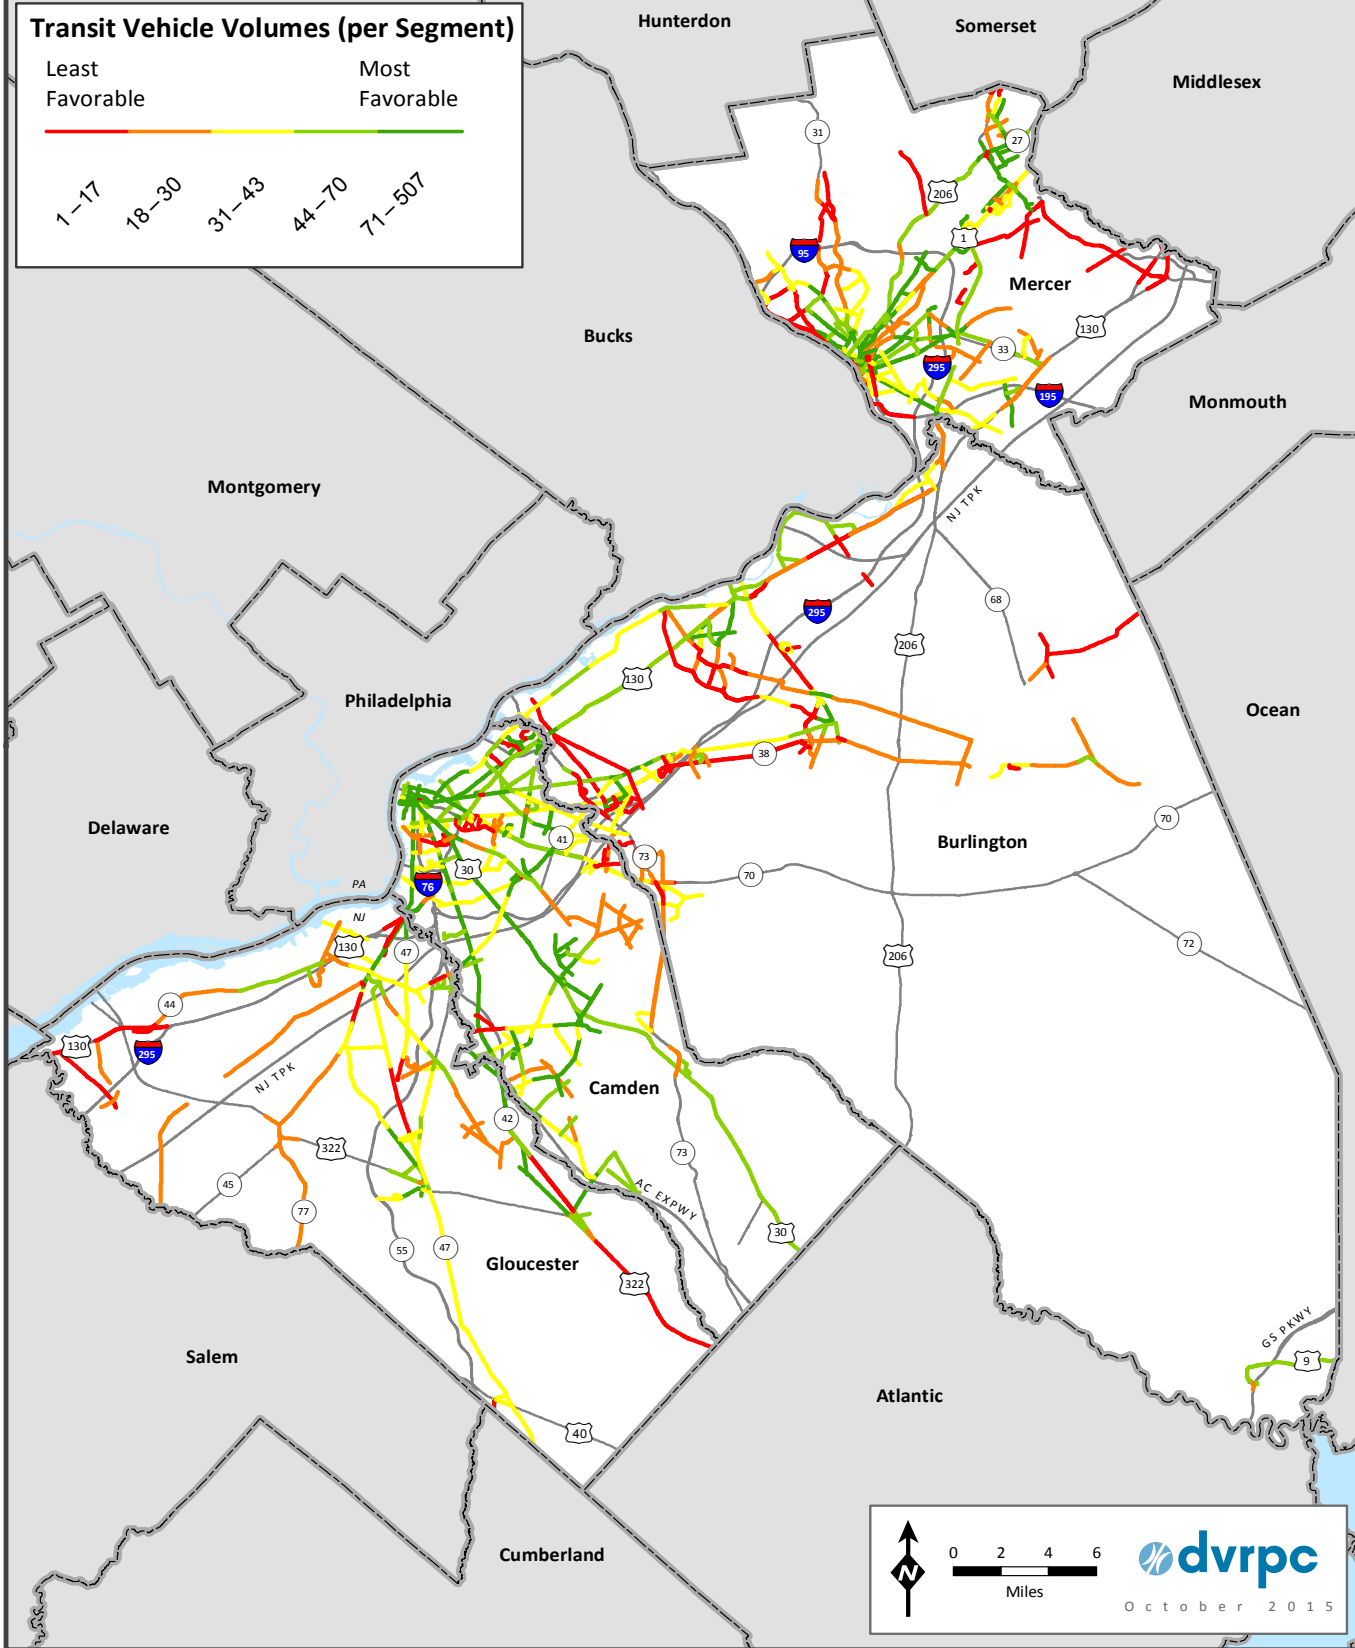 Transit Vehicle Volumes (per Segment)
Least Most
Favorable Favorable
1 – 17
18 – 30
31 – 43
44 – 70
71 – 507
Hunterdon
Somerset
Middlesex
31
27
206
1
95
Mercer
Bucks
130
33
295
195
Monmouth
Montgomery
NJ TPK
68
295
206
130
Philadelphia
Ocean
38
Delaware
70
41
Burlington
73
30
70
76
PA
NJ
130
47
72
206
44
130
295
NJ TPK
Camden
42
322
73
45
AC EXPWY
77
30
55
47
Gloucester
322
GS PKWY
Salem
9
Atlantic
40
Cumberland
N
0 2 4 6
Miles
dvrpc
October 2015